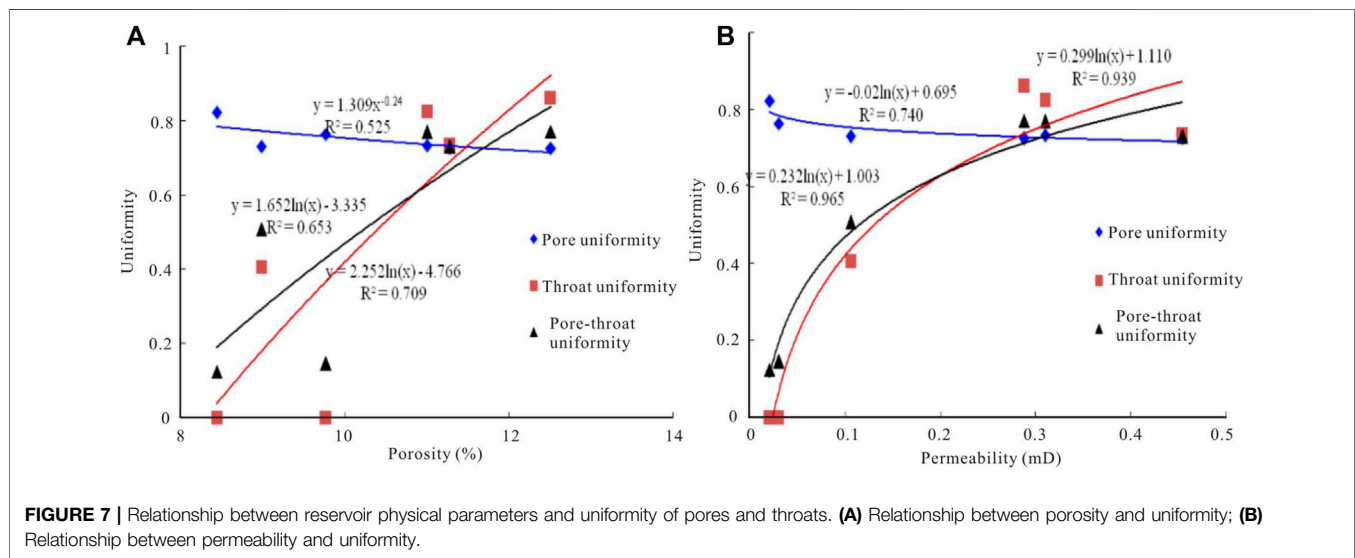 A
1
0.8
0.6
0.4
0.2
0
8
10
12
14
Uniformity
Porosity (%)
y = 1.309x^-0.24
R² = 0.525
y = 1.652ln(x) - 3.335
R² = 0.653
y = 2.252ln(x) - 4.766
R² = 0.709
Pore uniformity
Throat uniformity
Pore-throat
uniformity
B
0.8
0.6
0.4
0.2
0
0
0.1
0.2
0.3
0.4
0.5
Uniformity
Permeability (mD)
y = 0.299ln(x) + 1.110
R² = 0.939
y = -0.02ln(x) + 0.695
R² = 0.740
y = 0.232ln(x) + 1.003
R² = 0.965
Pore uniformity
Throat uniformity
Pore-throat
uniformity
FIGURE 7 | Relationship between reservoir physical parameters and uniformity of pores and throats. (A) Relationship between porosity and uniformity; (B)
Relationship between permeability and uniformity.